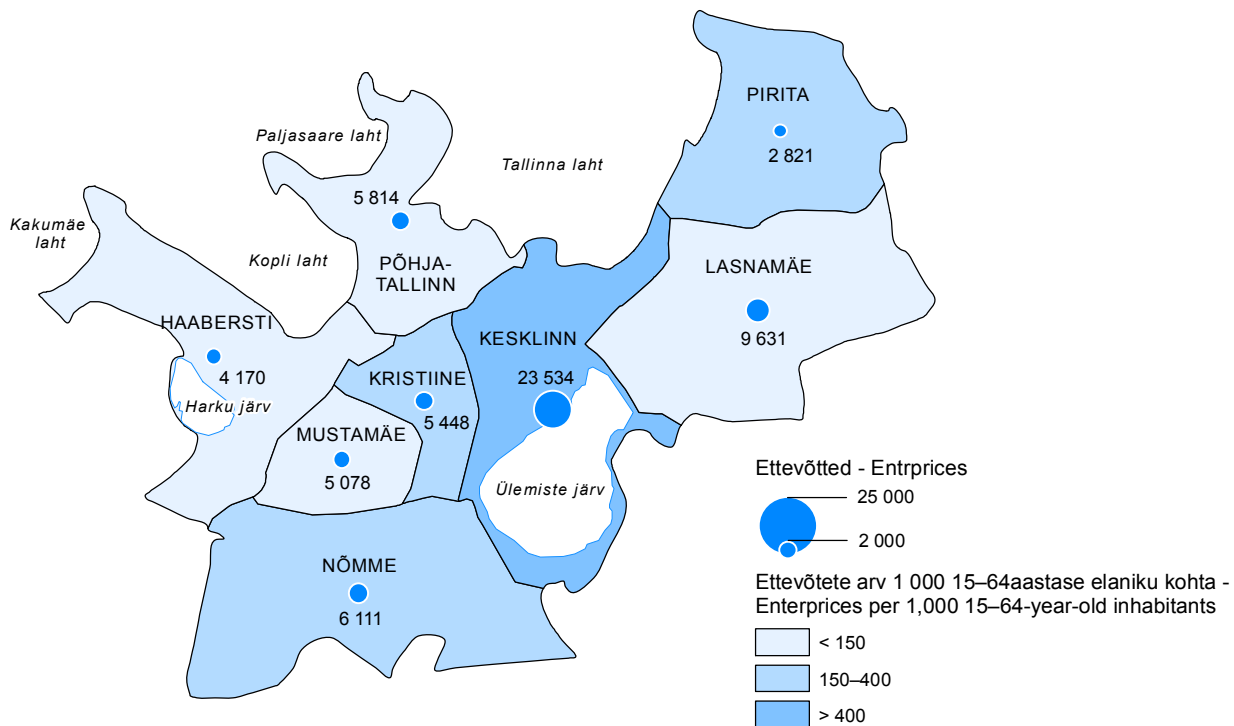 PIRITA
2 821
Paljasaare laht
Tallinna laht
5 814
Kakumäe
laht
Kopli laht
PÕHJA-
TALLINN
LASNAMÄE
9 631
HAABERSTI
4 170
Harku järv
KESKLINN
23 534
KRISTIINE
5 448
MUSTAMÄE
5 078
Ülemiste järv
NÕMME
6 111
Ettevõtted - Entrprices
25 000
2 000
Ettevõtete arv 1 000 15–64aastase elaniku kohta -
Enterprices per 1,000 15–64-year-old inhabitants
< 150
150–400
> 400